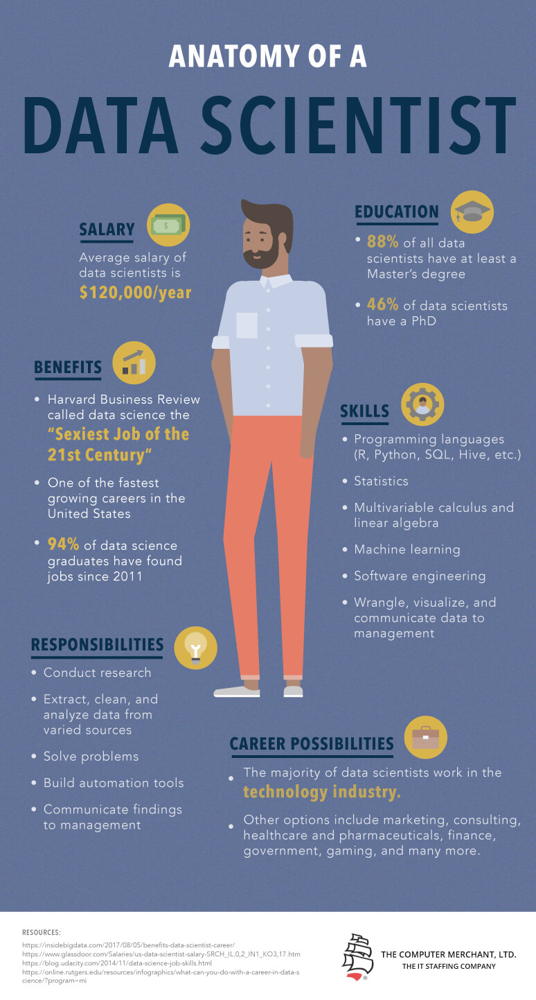 ANATOMY OF A
DATA SCIENTIST
SALARY
$
Average salary of
data scientists is
$120,000/year
EDUCATION
• 88% of all data
scientists have at least a
Master's degree
• 46% of data scientists
have a PhD
BENEFITS
• Harvard Business Review
called data science the
"Sexiest Job of the
21st Century"
• One of the fastest
growing careers in the
United States
• 94% of data science
graduates have found
jobs since 2011
SKILLS
• Programming languages
(R, Python, SQL, Hive, etc.)
• Statistics
• Multivariable calculus and
linear algebra
• Machine learning
• Software engineering
• Wrangle, visualize, and
communicate data to
management
RESPONSIBILITIES
• Conduct research
• Extract, clean, and
analyze data from
varied sources
• Solve problems
• Build automation tools
• Communicate findings
to management
CAREER POSSIBILITIES
• The majority of data scientists work in the
technology industry.
• Other options include marketing, consulting,
healthcare and pharmaceuticals, finance,
government, gaming, and many more.
RESOURCES:
https://insidebigdata.com/2017/08/05/benefits-data-scientist-career/
https://www.glassdoor.com/Salaries/us-data-scientist-salary-SRCH_IL.0,2_IN1_KO3,17.htm
https://blog.udacity.com/2014/11/data-science-job-skills.html
https://online.rutgers.edu/resources/infographics/what-can-you-do-with-a-career-in-data-s
cience/?program=mi
®
THE COMPUTER MERCHANT, LTD.
THE IT STAFFING COMPANY